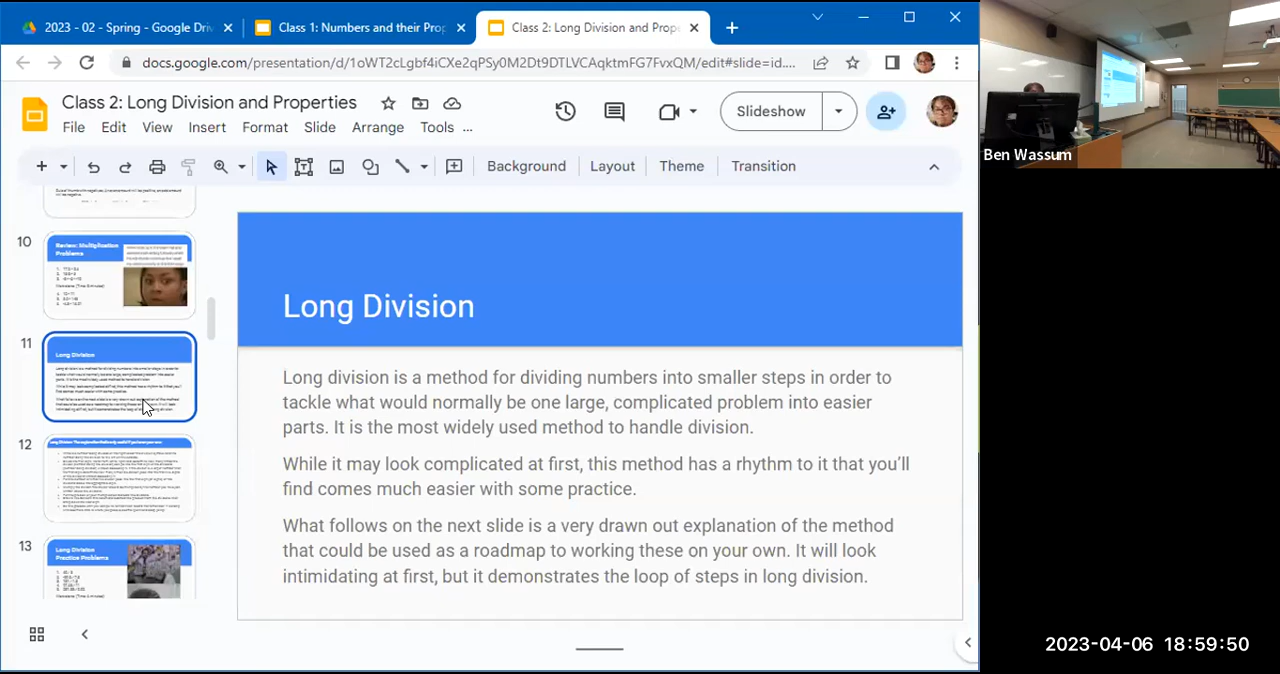 2023 - 02 - Spring - Google Driv
Class 1: Numbers and their Prop
Class 2: Long Division and Prope
docs.google.com/presentation/d/1oWT2cLgbf4iCXe2qPSy0M2Dt9DTLVCAqktmFG7FvxQM/edit#slide=id....
Class 2: Long Division and Properties
File Edit View Insert Format Slide Arrange Tools ...
Slideshow
Background Layout Theme Transition
10
Review: Multiplication
Problems
11
Long Division
12
13
Long Division
Practice Problems
Long Division
Long division is a method for dividing numbers into smaller steps in order to
tackle what would normally be one large, complicated problem into easier
parts. It is the most widely used method to handle division.
While it may look complicated at first, this method has a rhythm to it that you'll
find comes much easier with some practice.
What follows on the next slide is a very drawn out explanation of the method
that could be used as a roadmap to working these on your own. It will look
intimidating at first, but it demonstrates the loop of steps in long division.
Ben Wassum
2023-04-06 18:59:50